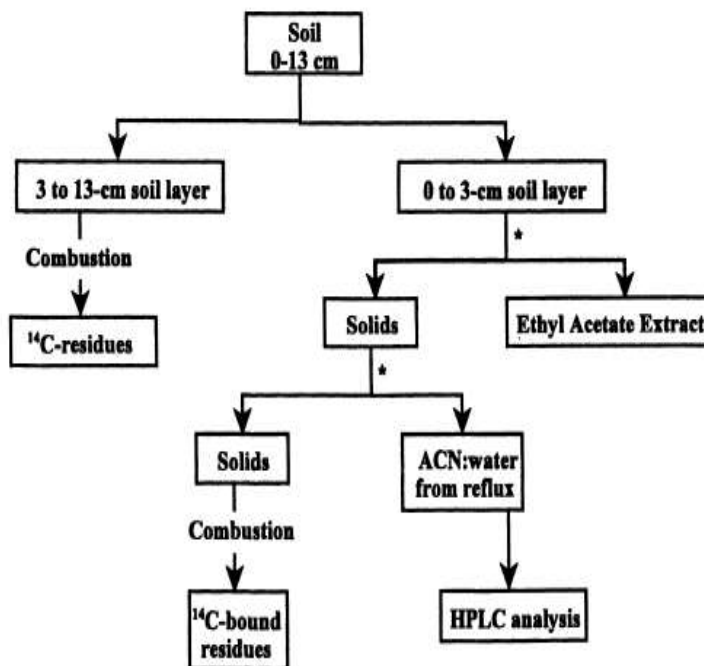 Soil
0-13 cm
3 to 13-cm soil layer
0 to 3-cm soil layer
*
Combustion
Solids
Ethyl Acetate Extract
¹⁴C-residues
*
Solids
ACN:water
from reflux
Combustion
¹⁴C-bound
residues
HPLC analysis